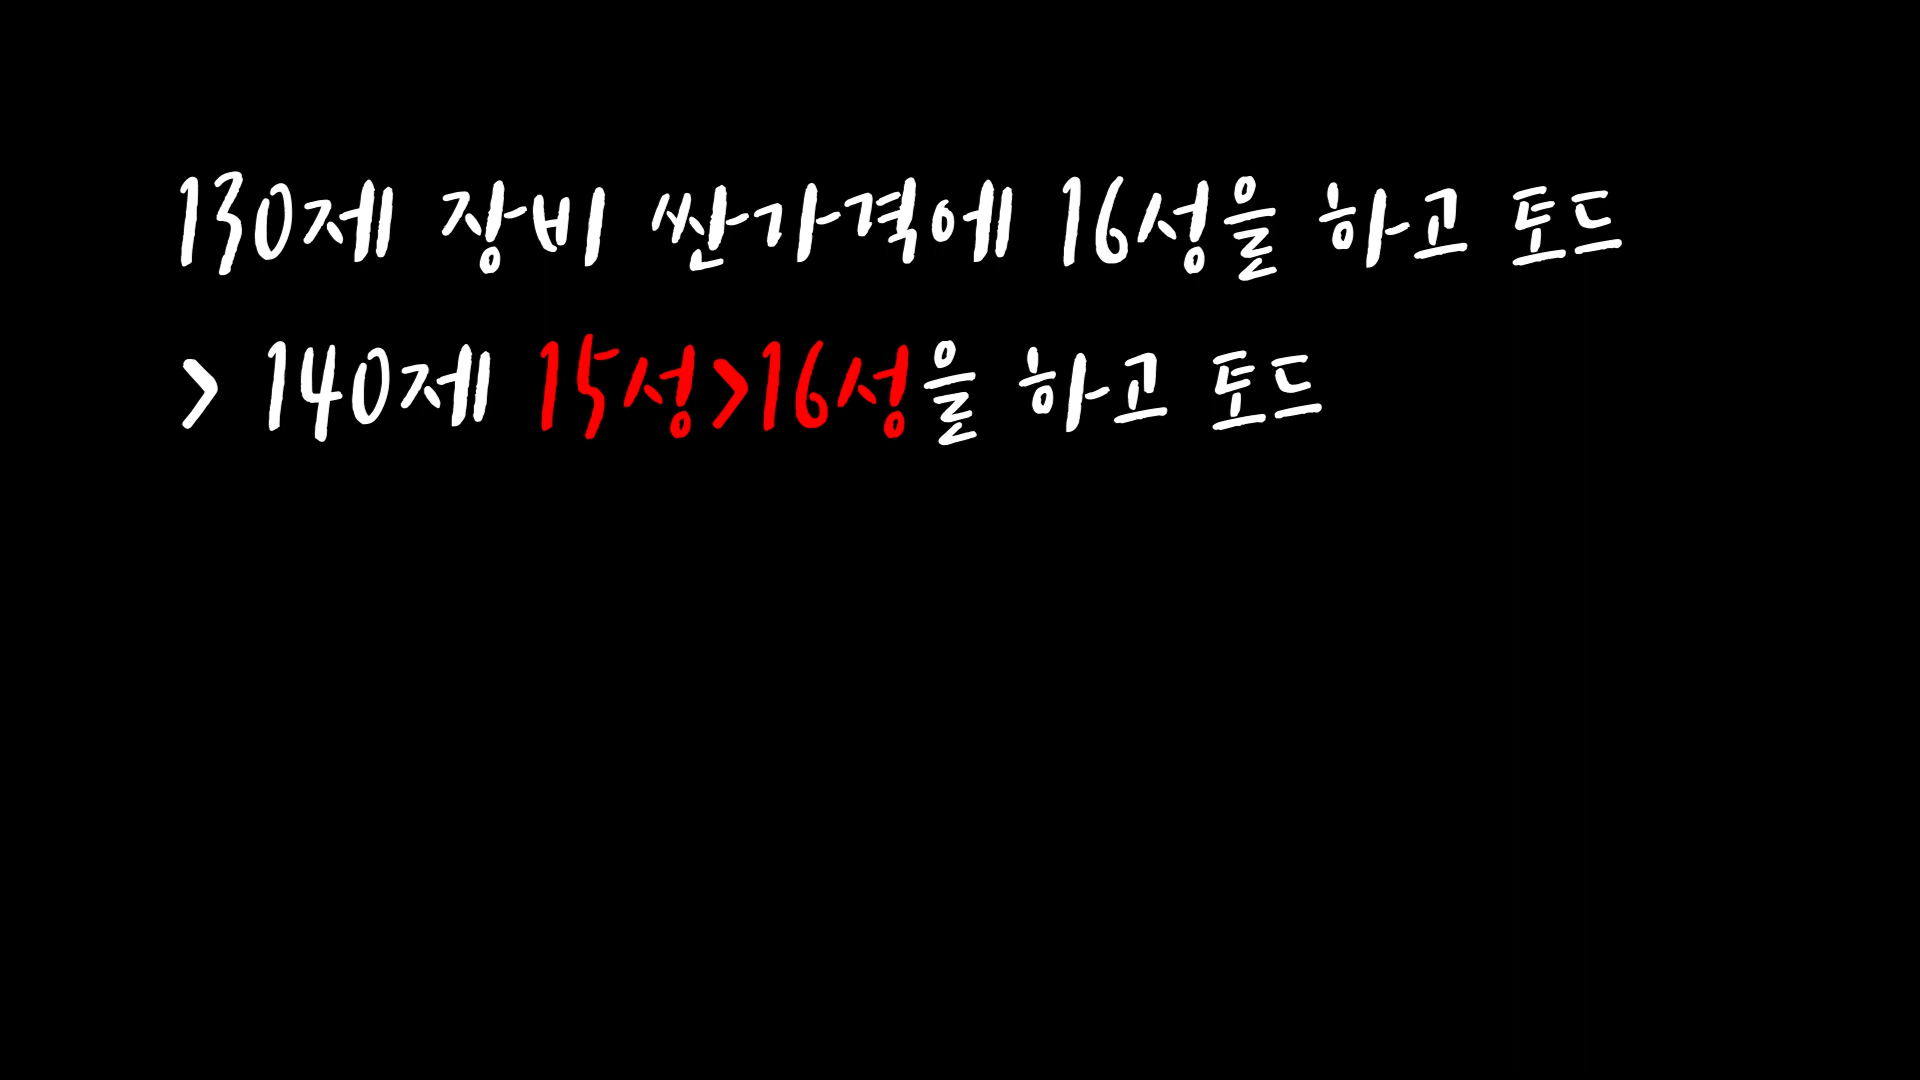 130제 장비 싼가격에 16성을 하고 토드
> 140제 15성>16성을 하고 토드